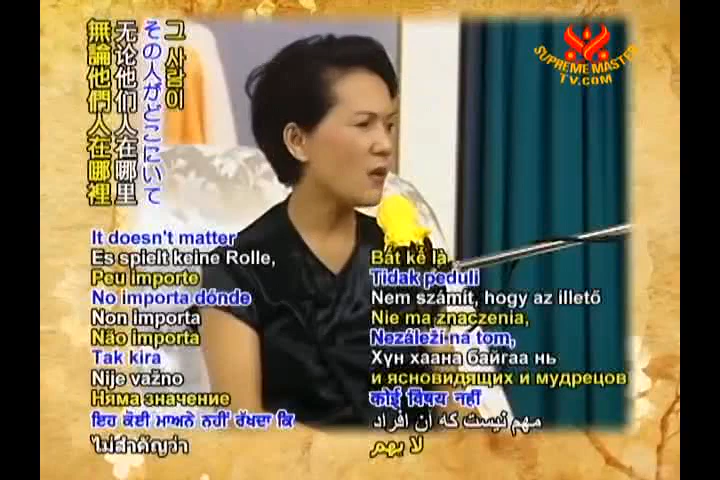 그 사람이
その人がどこにいて
无论他们人在哪里
無論他們人在哪裡
SUPREME MASTER
TV.COM
It doesn't matter
Es spielt keine Rolle,
Peu importe
No importa dónde
Non importa
Não importa
Tak kira
Nije važno
Няма значение
ਇਹ ਕੋਈ ਮਾਅਨੇ ਨਹੀਂ ਰੱਖਦਾ ਕਿ
ไม่สำคัญว่า
Bất kể là,
Tidak peduli
Nem számít, hogy az illető
Nie ma znaczenia,
Nezáleží na tom,
Хүн хаана байгаа нь
и ясновидящих и мудрецов
कोई विषय नहीं
مهم نیست که آن افراد
لا يهم